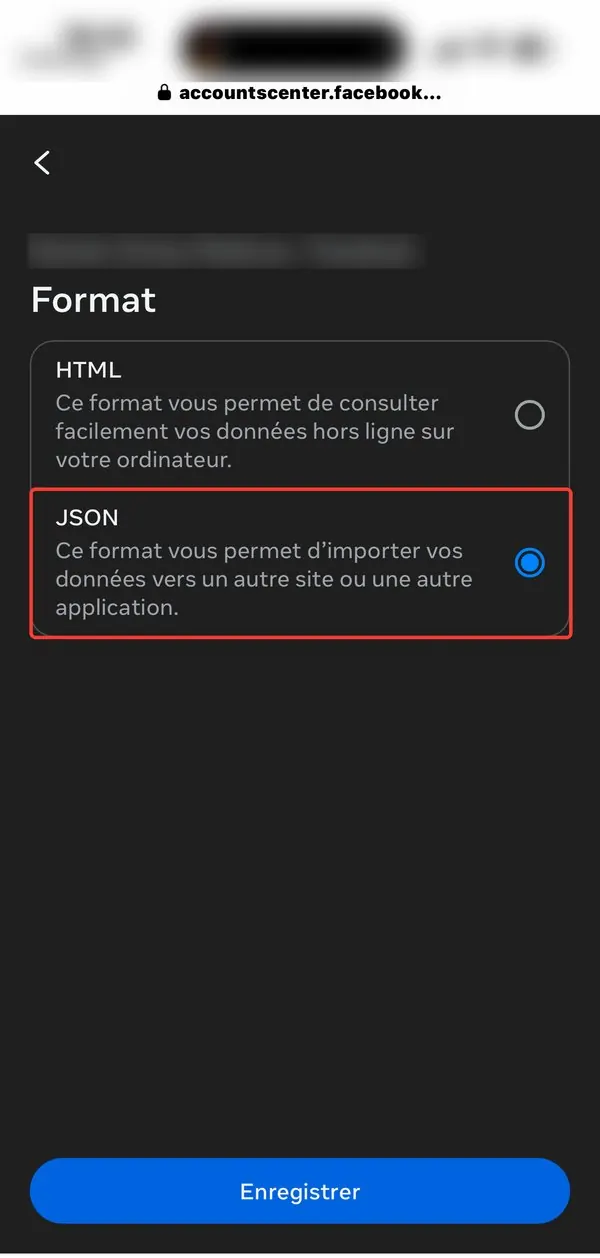 accountscenter.facebook...
Format
HTML
Ce format vous permet de consulter
facilement vos données hors ligne sur
votre ordinateur.
JSON
Ce format vous permet d’importer vos
données vers un autre site ou une autre
application.
Enregistrer